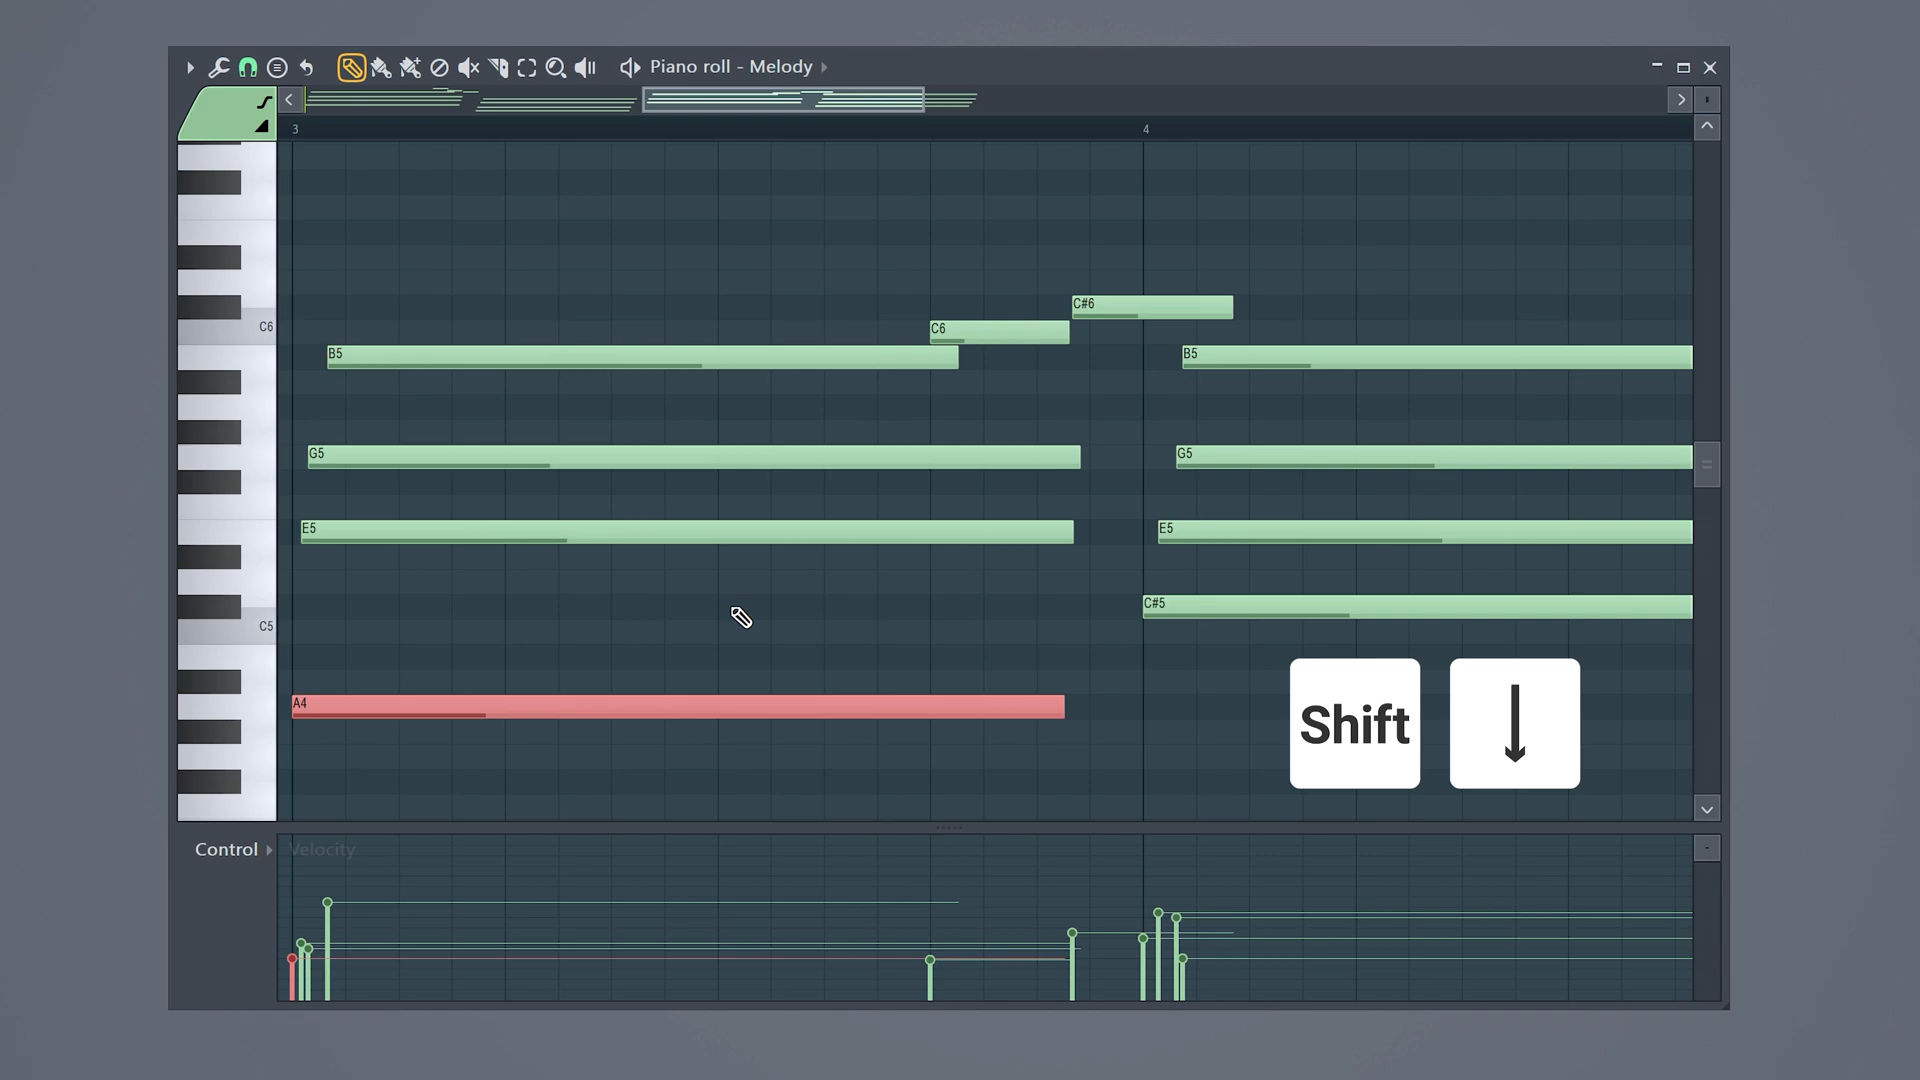 Piano roll - Melody
3 4
C#6
C6 C6
B5 B5
G5 G5
E5 E5
C#5
C5
A4
Shift ↓
Control Velocity